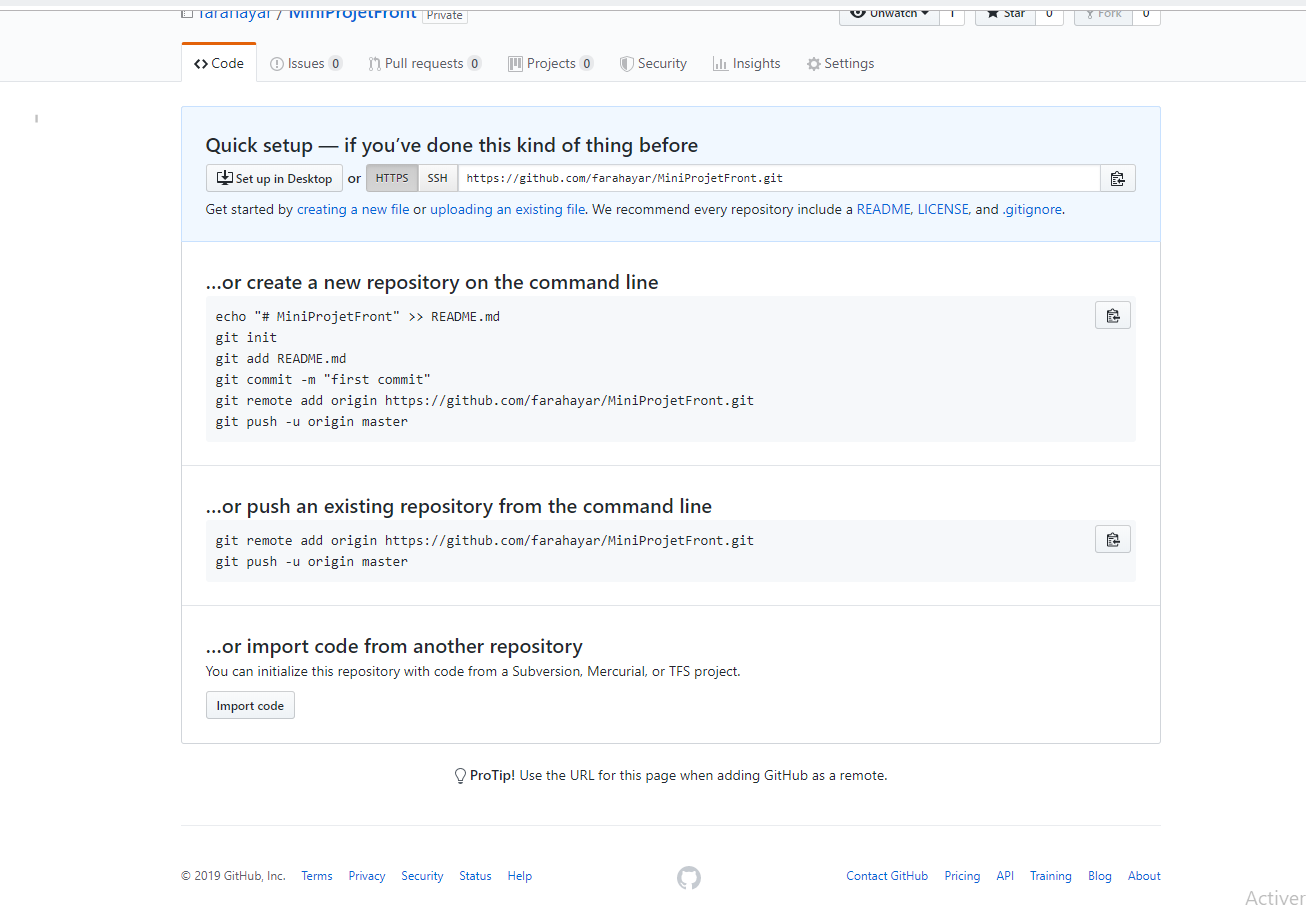 farahayar / MiniProjetFront Private Unwatch 1 Star 0 Fork 0
Code Issues 0 Pull requests 0 Projects 0 Security Insights Settings
Quick setup — if you’ve done this kind of thing before
Set up in Desktop or HTTPS SSH https://github.com/farahayar/MiniProjetFront.git
Get started by creating a new file or uploading an existing file. We recommend every repository include a README, LICENSE, and .gitignore.
…or create a new repository on the command line
echo "# MiniProjetFront" >> README.md
git init
git add README.md
git commit -m "first commit"
git remote add origin https://github.com/farahayar/MiniProjetFront.git
git push -u origin master
…or push an existing repository from the command line
git remote add origin https://github.com/farahayar/MiniProjetFront.git
git push -u origin master
…or import code from another repository
You can initialize this repository with code from a Subversion, Mercurial, or TFS project.
Import code
ProTip! Use the URL for this page when adding GitHub as a remote.
© 2019 GitHub, Inc. Terms Privacy Security Status Help Contact GitHub Pricing API Training Blog About
Activer